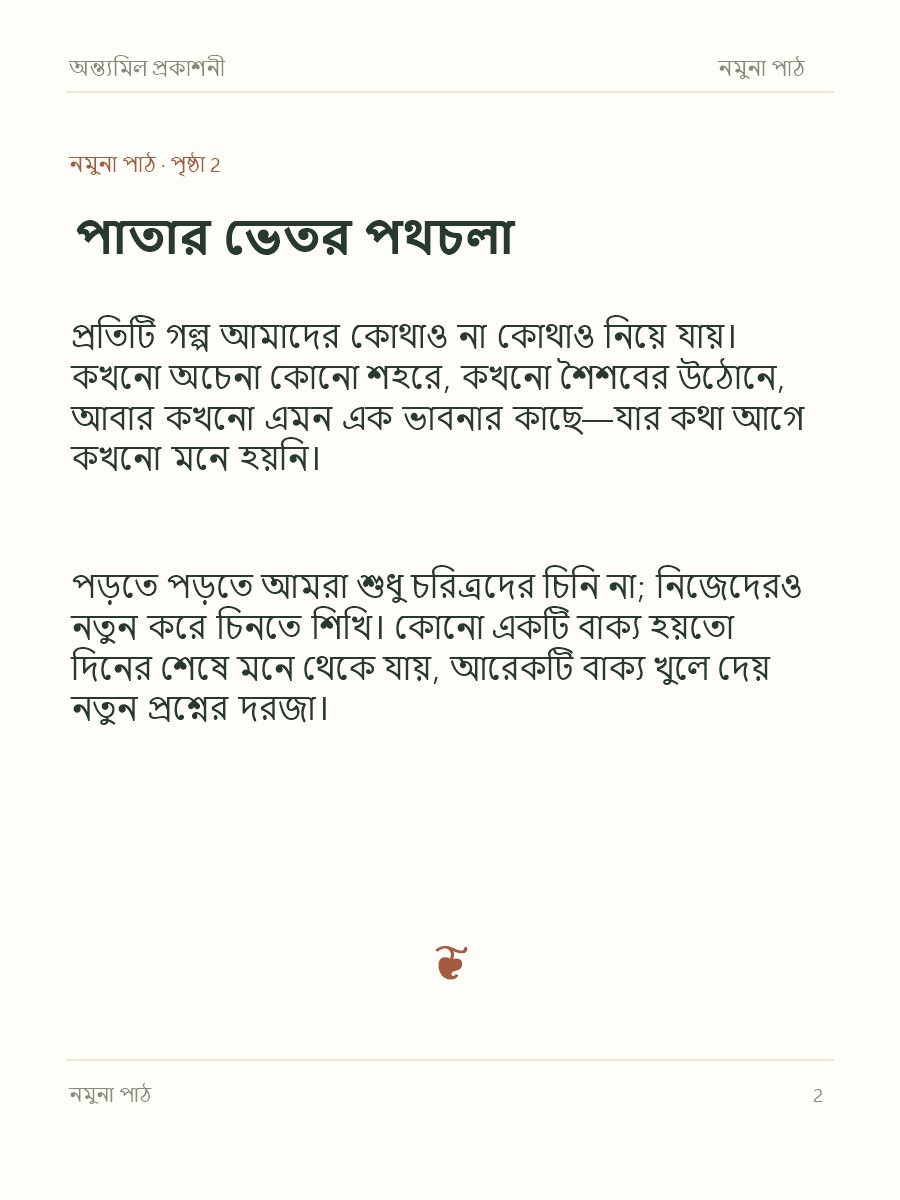 অন্ত্যমিল প্রকাশনী
নমুনা পাঠ
নমুনা পাঠ · পৃষ্ঠা 2
পাতার ভেতর পথচলা
প্রতিটি গল্প আমাদের কোথাও না কোথাও নিয়ে যায়।
কখনো অচেনা কোনো শহরে, কখনো শৈশবের উঠোনে,
আবার কখনো এমন এক ভাবনার কাছে—যার কথা আগে
কখনো মনে হয়নি।
পড়তে পড়তে আমরা শুধু চরিত্রদের চিনি না; নিজেদেরও
নতুন করে চিনতে শিখি। কোনো একটি বাক্য হয়তো
দিনের শেষে মনে থেকে যায়, আরেকটি বাক্য খুলে দেয়
নতুন প্রশ্নের দরজা।
নমুনা পাঠ
2